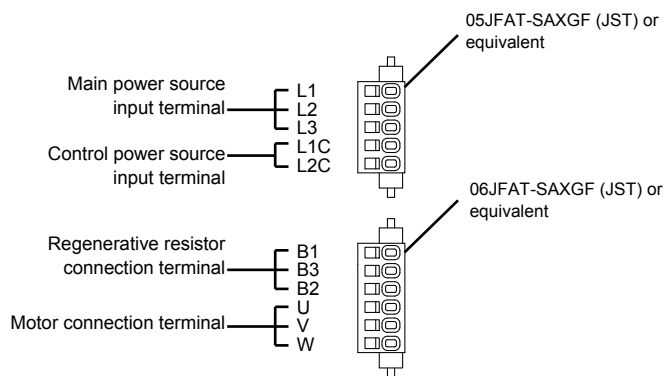 05JFAT-SAXGF (JST) or
equivalent
Main power source
input terminal
L1
L2
L3
Control power source
input terminal
L1C
L2C
06JFAT-SAXGF (JST) or
equivalent
Regenerative resistor
connection terminal
B1
B3
B2
Motor connection terminal
U
V
W